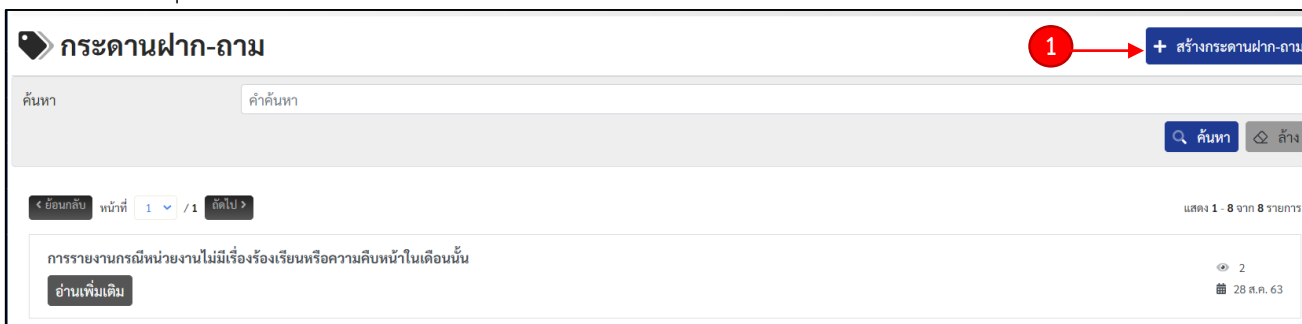 กระดานฝาก-ถาม
1
+ สร้างกระดานฝาก-ถาม
ค้นหา
คำค้นหา
ค้นหา
ล้าง
ย้อนกลับ หน้าที่ 1 / 1 ถัดไป
แสดง 1 - 8 จาก 8 รายการ
การรายงานกรณีหน่วยงานไม่มีเรื่องร้องเรียนหรือความคืบหน้าในเดือนนั้น
2
อ่านเพิ่มเติม
28 ส.ค. 63